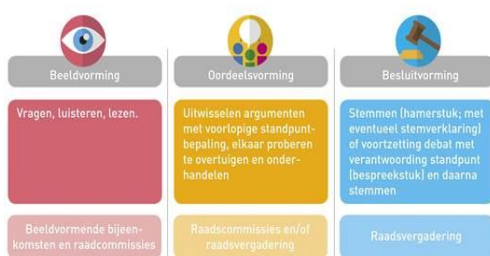 Beeldvorming
Oordeelsvorming
Besluitvorming
Vragen, luisteren, lezen.
Uitwisselen argumenten
met voorlopige standpunt-
bepaling, elkaar proberen
te overtuigen en onder-
handelen
Stemmen (hamerstuk; met
eventueel stemverklaring)
of voortzetting debat met
verantwoording standpunt
(bespreekstuk) en daarna
stemmen
Beeldvormende bijeen-
komsten en raadcommissies
Raadscommissies en/of
raadsvergadering
Raadsvergadering